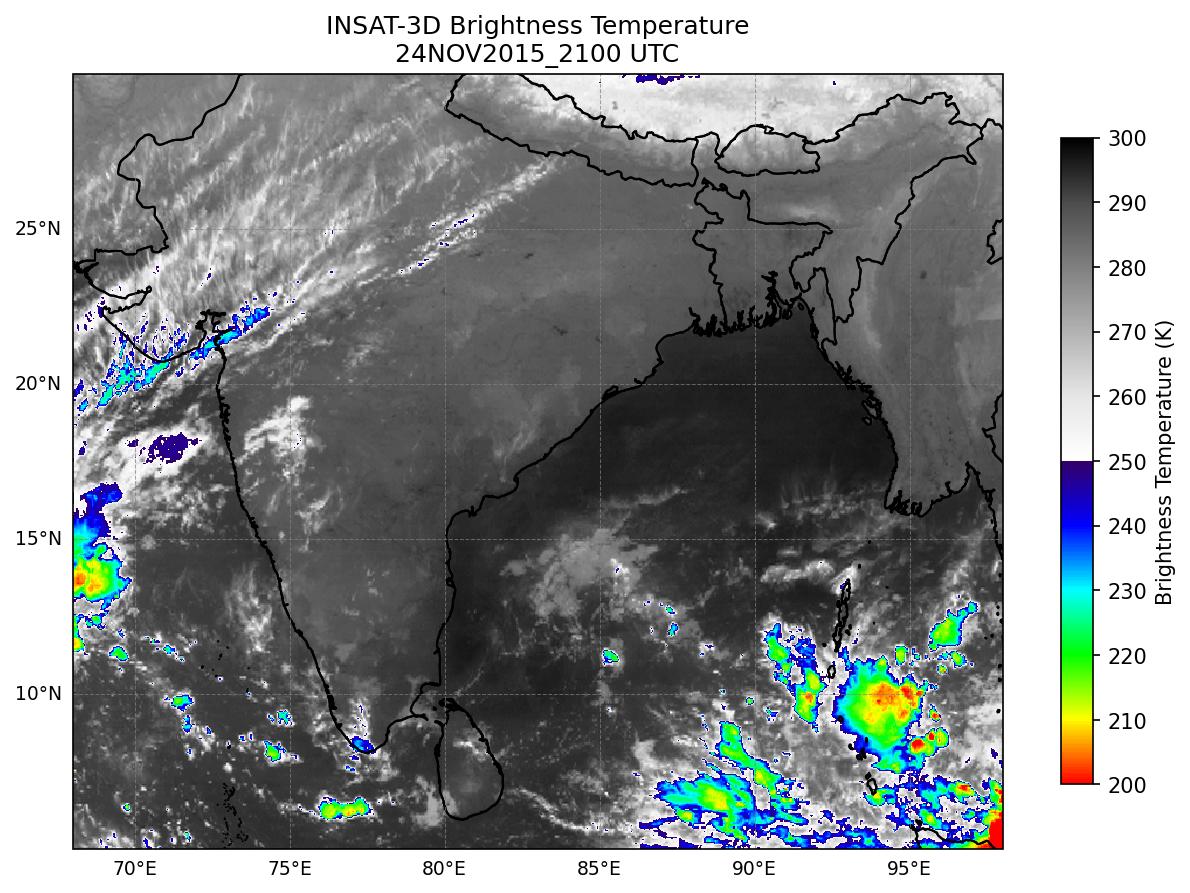 INSAT-3D Brightness Temperature
24NOV2015_2100 UTC
25°N
20°N
15°N
10°N
70°E
75°E
80°E
85°E
90°E
95°E
300
290
280
270
260
250
240
230
220
210
200
Brightness Temperature (K)